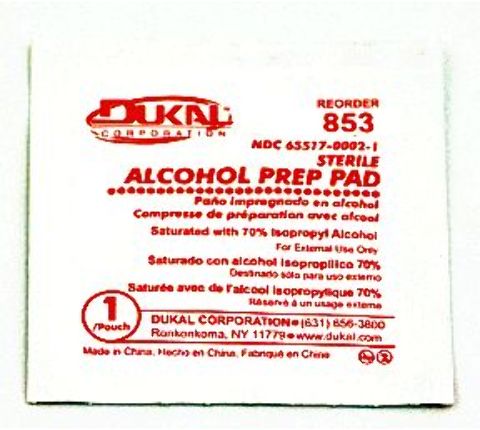 DUKAL
CORPORATION
REORDER
853
NDC 65517-0002-1
STERILE
ALCOHOL PREP PAD
Paño impregnado en alcohol
Compresse de préparation avec alcool
Saturated with 70% Isopropyl Alcohol
For External Use Only
Saturado con alcohol isopropílico 70%
Destinado sólo para uso externo
Saturée avec de l'alcool isopropylique 70%
Réservé à un usage externe
1
/Pouch
DUKAL CORPORATION•(631) 656-3800
Ronkonkoma, NY 11779•www.dukal.com
Made in China, Hecho en China, Fabriqué en Chine